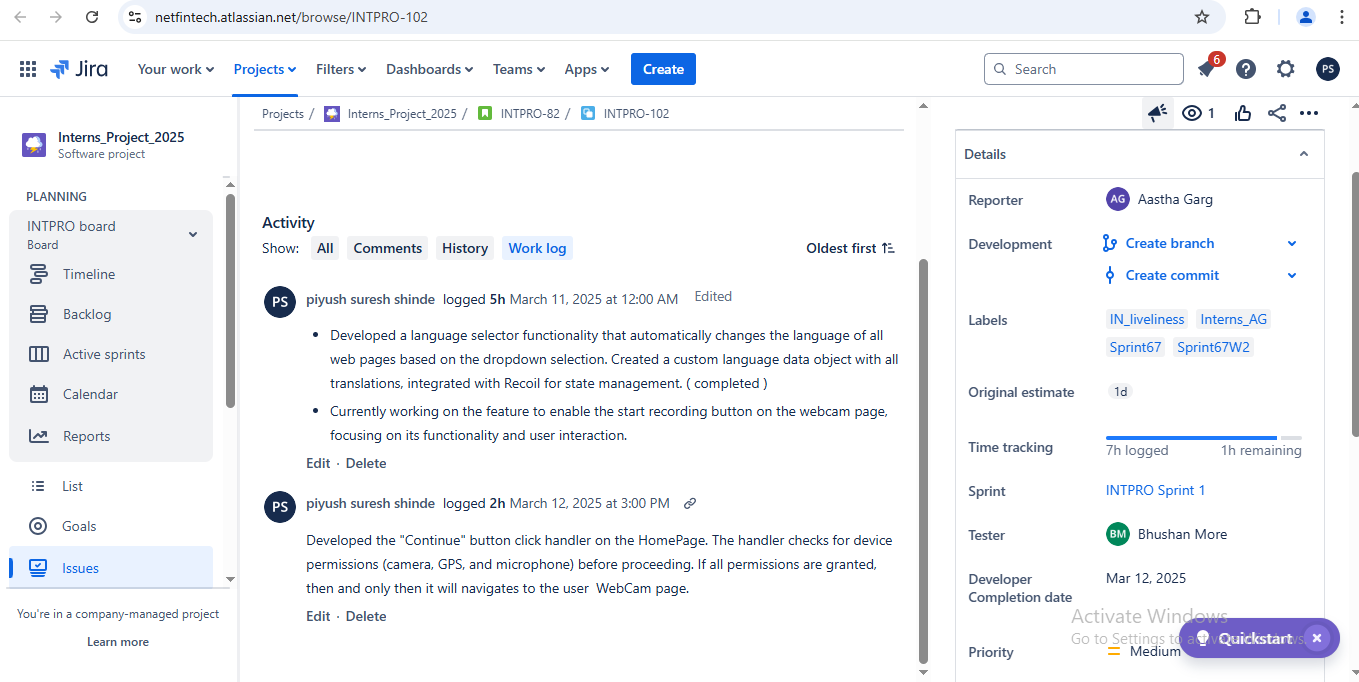 netfintech.atlassian.net/browse/INTPRO-102
Jira
Your work
Projects
Filters
Dashboards
Teams
Apps
Create
Search
6
PS
Interns_Project_2025
Software project
PLANNING
INTPRO board
Board
Timeline
Backlog
Active sprints
Calendar
Reports
List
Goals
Issues
You're in a company-managed project
Learn more
Projects / Interns_Project_2025 / INTPRO-82 / INTPRO-102
Activity
Show: All Comments History Work log
Oldest first
PS
piyush suresh shinde logged 5h March 11, 2025 at 12:00 AM Edited
• Developed a language selector functionality that automatically changes the language of all
web pages based on the dropdown selection. Created a custom language data object with all
translations, integrated with Recoil for state management. ( completed )
• Currently working on the feature to enable the start recording button on the webcam page,
focusing on its functionality and user interaction.
Edit · Delete
PS
piyush suresh shinde logged 2h March 12, 2025 at 3:00 PM
Developed the "Continue" button click handler on the HomePage. The handler checks for device
permissions (camera, GPS, and microphone) before proceeding. If all permissions are granted,
then and only then it will navigates to the user WebCam page.
Edit · Delete
1
Details
Reporter
AG Aastha Garg
Development
Create branch
Create commit
Labels
IN_liveliness Interns_AG
Sprint67 Sprint67W2
Original estimate
1d
Time tracking
7h logged 1h remaining
Sprint
INTPRO Sprint 1
Tester
BM Bhushan More
Developer
Completion date
Mar 12, 2025
Priority
Medium
Activate Windows
Go to Settings to
Quickstart